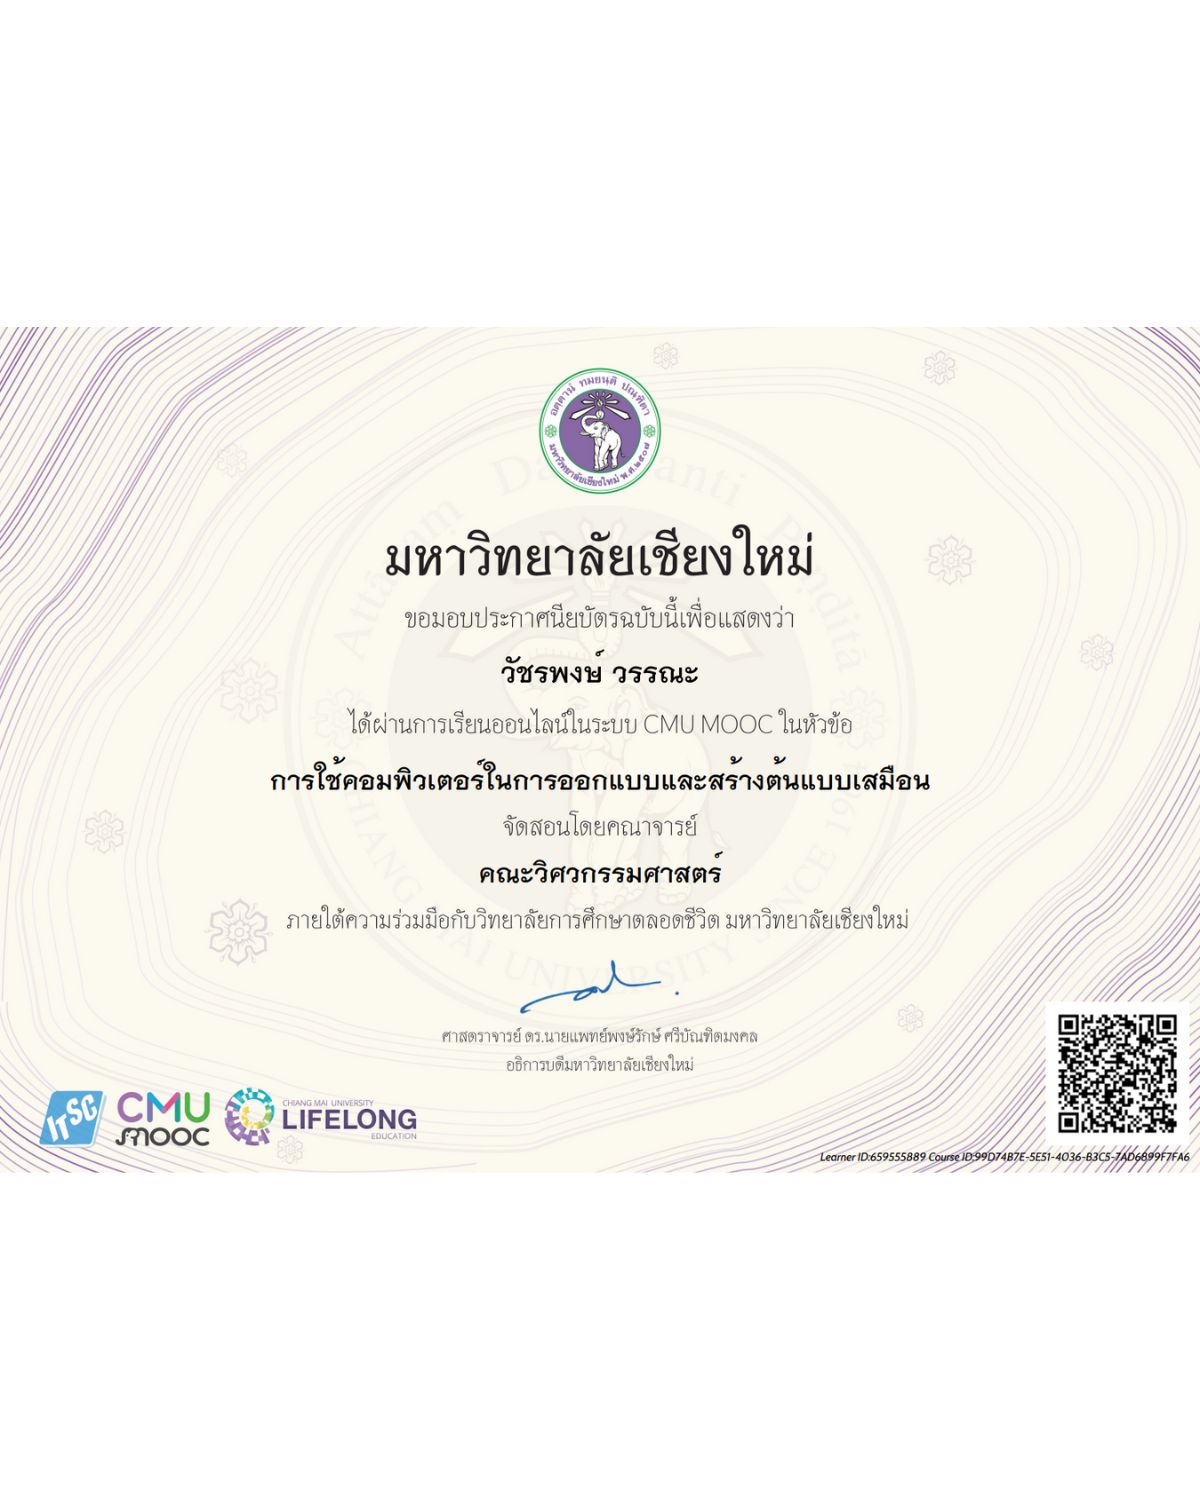 อตฺตานํ ทมยนฺติ ปณฺฑิตา
มหาวิทยาลัยเชียงใหม่ พ.ศ.๒๕๐๗
Attānam Damayanti Paṇḍitā
CHIANG MAI UNIVERSITY SINCE 1964
มหาวิทยาลัยเชียงใหม่
ขอมอบประกาศนียบัตรฉบับนี้เพื่อแสดงว่า
วัชรพงษ์ วรรณะ
ได้ผ่านการเรียนออนไลน์ในระบบ CMU MOOC ในหัวข้อ
การใช้คอมพิวเตอร์ในการออกแบบและสร้างต้นแบบเสมือน
จัดสอนโดยคณาจารย์
คณะวิศวกรรมศาสตร์
ภายใต้ความร่วมมือกับวิทยาลัยการศึกษาตลอดชีวิต มหาวิทยาลัยเชียงใหม่
ศาสตราจารย์ ดร.นายแพทย์พงษ์รักษ์ ศรีบัณฑิตมงคล
อธิการบดีมหาวิทยาลัยเชียงใหม่
ITSC
CMU
MOOC
CHIANG MAI UNIVERSITY
LIFELONG
EDUCATION
Learner ID:659555889 Course ID:99D74B7E-5E51-4036-B3C5-7AD6899F7FA6